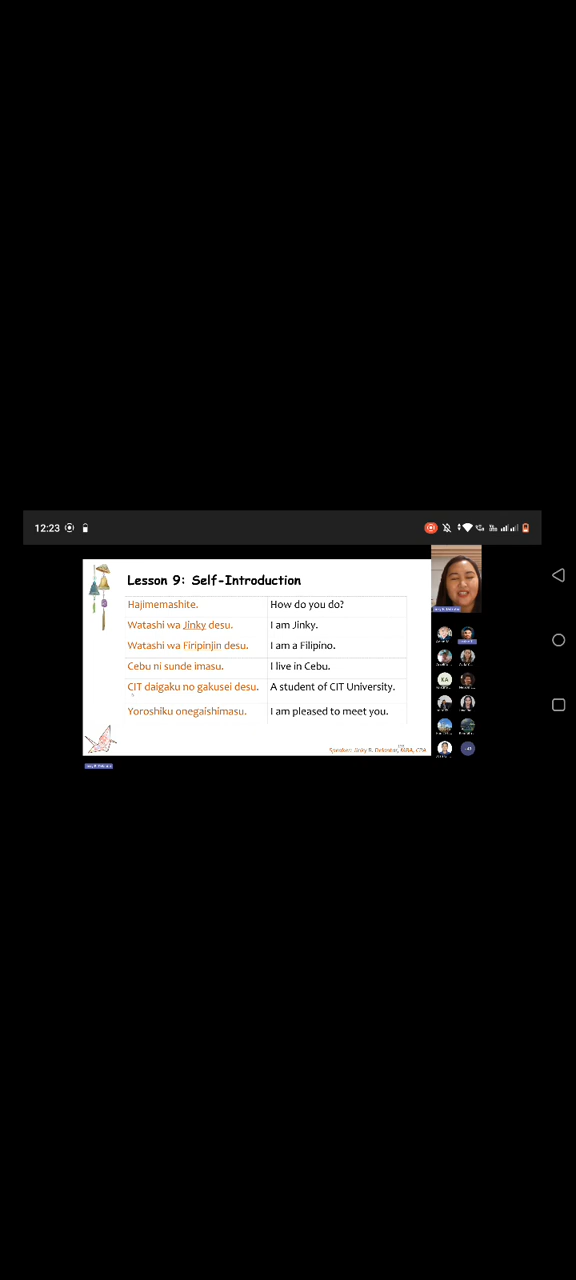 12:23
Lesson 9: Self-Introduction
Hajimemashite. How do you do?
Watashi wa Jinky desu. I am Jinky.
Watashi wa Firipinjin desu. I am a Filipino.
Cebu ni sunde imasu. I live in Cebu.
CIT daigaku no gakusei desu. A student of CIT University.
Yoroshiku onegaishimasu. I am pleased to meet you.
KA